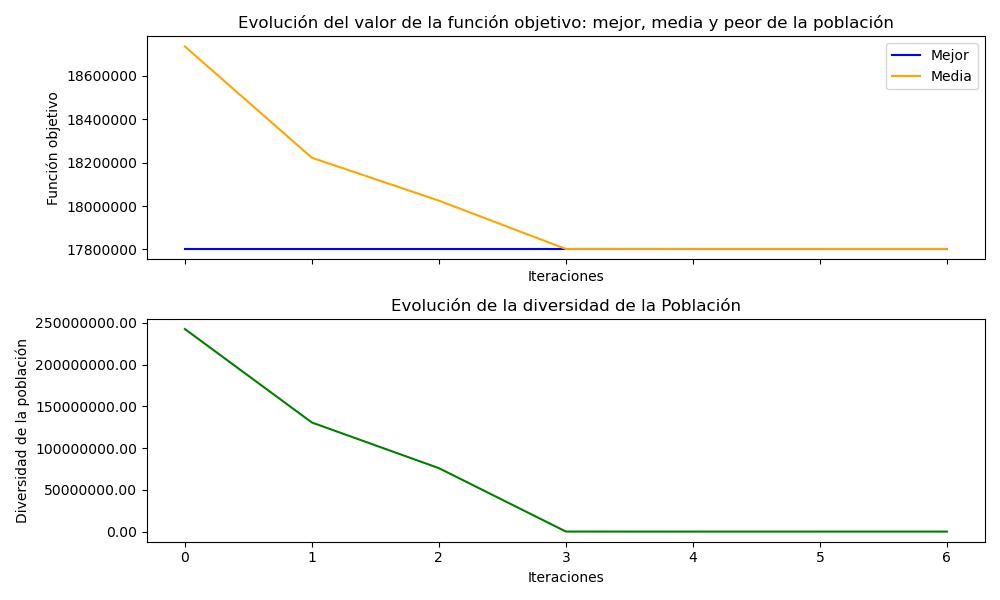 Evolución del valor de la función objetivo: mejor, media y peor de la población
Función objetivo
18600000
18400000
18200000
18000000
17800000
Mejor
Media
Iteraciones
Evolución de la diversidad de la Población
Diversidad de la población
250000000.00
200000000.00
150000000.00
100000000.00
50000000.00
0.00
0 1 2 3 4 5 6
Iteraciones